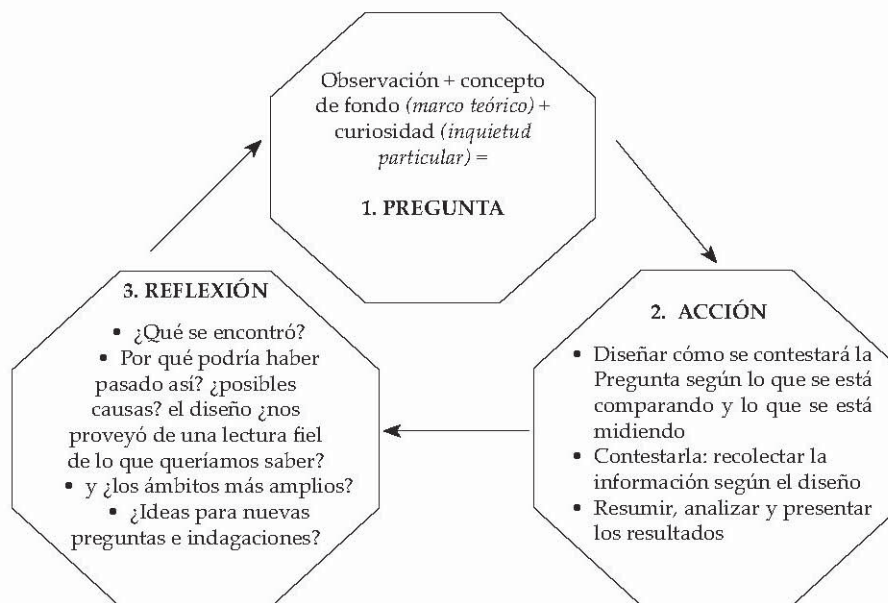 Observación + concepto
de fondo (marco teórico) +
curiosidad (inquietud
particular) =
1. PREGUNTA
2. ACCIÓN
• Diseñar cómo se contestará la
Pregunta según lo que se está
comparando y lo que se está
midiendo
• Contestarla: recolectar la
información según el diseño
• Resumir, analizar y presentar
los resultados
3. REFLEXIÓN
• ¿Qué se encontró?
• Por qué podría haber
pasado así? ¿posibles
causas? el diseño ¿nos
proveyó de una lectura fiel
de lo que queríamos saber?
• y ¿los ámbitos más amplios?
• ¿Ideas para nuevas
preguntas e indagaciones?